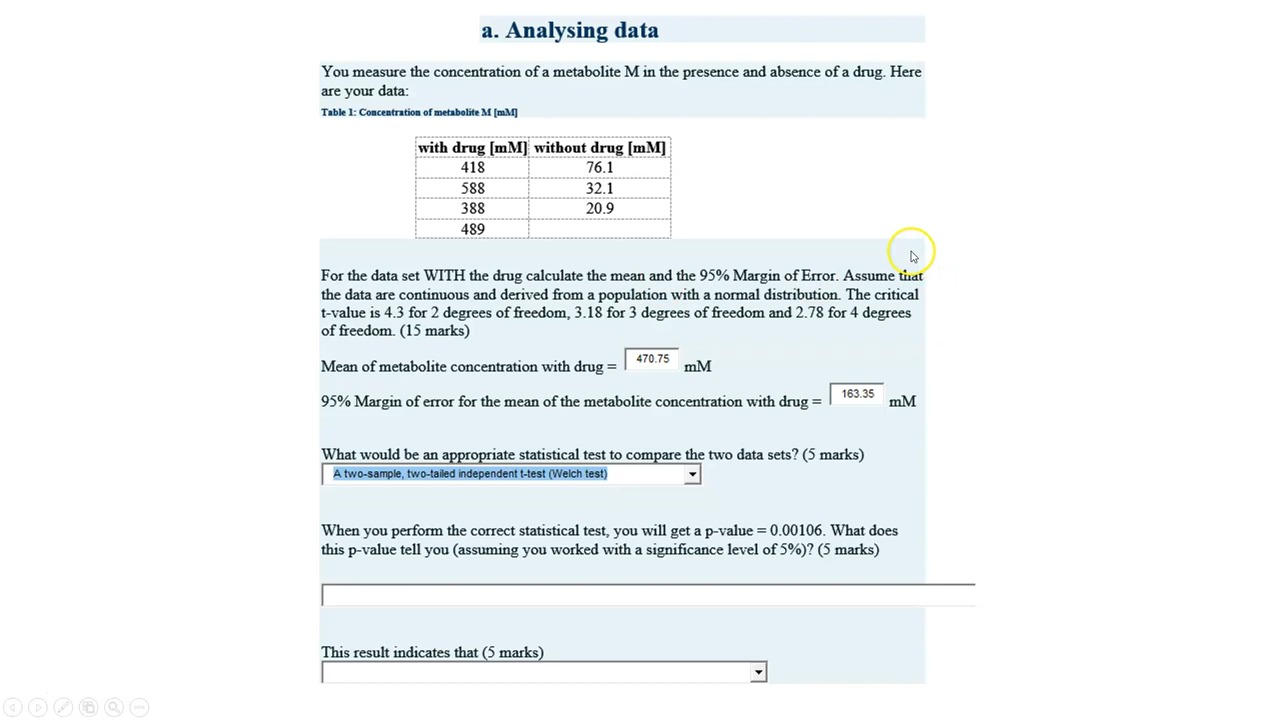 a. Analysing data
You measure the concentration of a metabolite M in the presence and absence of a drug. Here
are your data:
Table 1: Concentration of metabolite M [mM]
with drug [mM] without drug [mM]
418 76.1
588 32.1
388 20.9
489
For the data set WITH the drug calculate the mean and the 95% Margin of Error. Assume that
the data are continuous and derived from a population with a normal distribution. The critical
t-value is 4.3 for 2 degrees of freedom, 3.18 for 3 degrees of freedom and 2.78 for 4 degrees
of freedom. (15 marks)
Mean of metabolite concentration with drug = 470.75 mM
95% Margin of error for the mean of the metabolite concentration with drug = 163.35 mM
What would be an appropriate statistical test to compare the two data sets? (5 marks)
A two-sample, two-tailed independent t-test (Welch test)
When you perform the correct statistical test, you will get a p-value = 0.00106. What does
this p-value tell you (assuming you worked with a significance level of 5%)? (5 marks)
This result indicates that (5 marks)